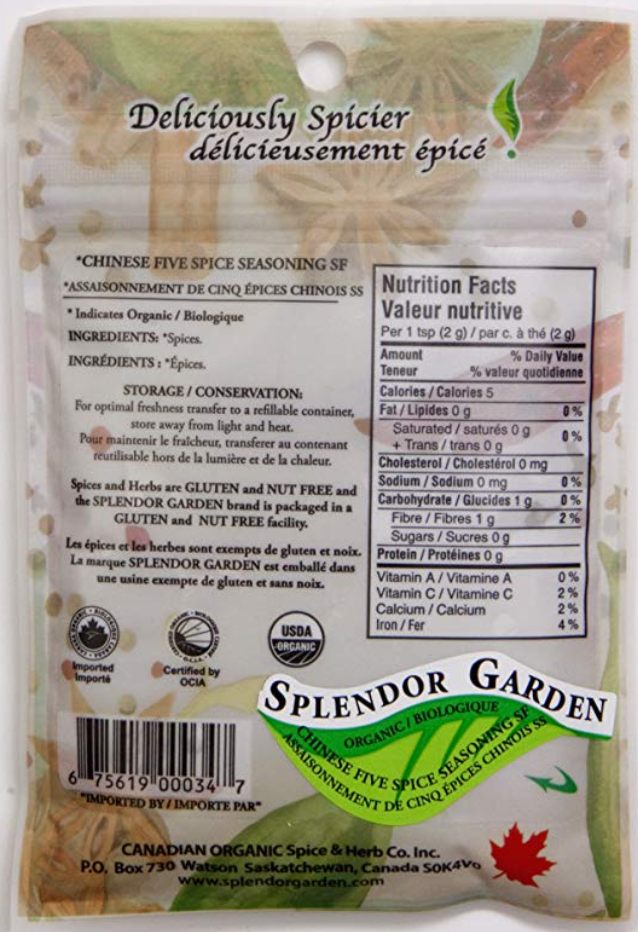 Deliciously Spicier
délicieusement épicé
*CHINESE FIVE SPICE SEASONING SF
*ASSAISONNEMENT DE CINQ ÉPICES CHINOIS SS
* Indicates Organic / Biologique
INGREDIENTS: *Spices.
INGRÉDIENTS : *Épices.
STORAGE / CONSERVATION:
For optimal freshness transfer to a refillable container,
store away from light and heat.
Pour maintenir le fraîcheur, transferer au contenant
reutilisable hors de la lumière et de la chaleur.
Spices and Herbs are GLUTEN and NUT FREE and
the SPLENDOR GARDEN brand is packaged in a
GLUTEN and NUT FREE facility.
Les épices et les herbes sont exempts de gluten et noix.
La marque SPLENDOR GARDEN est emballé dans
une usine exempte de gluten et sans noix.
Imported
Importé
Certified by
OCIA
USDA
ORGANIC
Nutrition Facts
Valeur nutritive
Per 1 tsp (2 g) / par c. à thé (2 g)
Amount % Daily Value
Teneur % valeur quotidienne
Calories / Calories 5
Fat / Lipides 0 g 0 %
Saturated / saturés 0 g
+ Trans / trans 0 g 0 %
Cholesterol / Cholestérol 0 mg
Sodium / Sodium 0 mg 0 %
Carbohydrate / Glucides 1 g 0 %
Fibre / Fibres 1 g 2 %
Sugars / Sucres 0 g
Protein / Protéines 0 g
Vitamin A / Vitamine A 0 %
Vitamin C / Vitamine C 2 %
Calcium / Calcium 2 %
Iron / Fer 4 %
SPLENDOR GARDEN
ORGANIC / BIOLOGIQUE
CHINESE FIVE SPICE SEASONING SF
ASSAISONNEMENT DE CINQ ÉPICES CHINOIS SS
6 75619 00034 7
"IMPORTED BY / IMPORTE PAR"
CANADIAN ORGANIC Spice & Herb Co. Inc.
P.O. Box 730 Watson Saskatchewan, Canada S0K4V0
www.splendorgarden.com